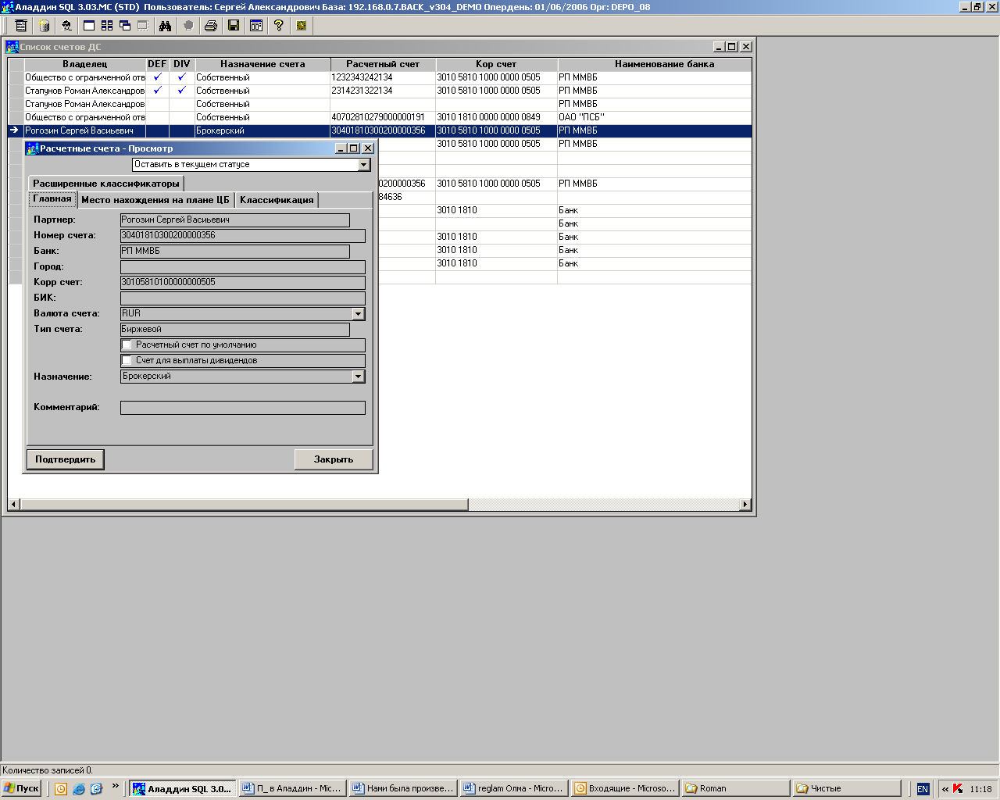 Аладдин SQL 3.03.MC (STD) Пользователь: Сергей Александрович База: 192.168.0.7.BACK_v304_DEMO Опердень: 01/06/2006 Орг: DEPO_08
Список счетов ДС
Владелец DEF DIV Назначение счета Расчетный счет Кор счет Наименование банка
Общество с ограниченной отв Собственный 1232343242134 3010 5810 1000 0000 0505 РП ММВБ
Стапунов Роман Александров Собственный 2314231322134 3010 5810 1000 0000 0505 РП ММВБ
Стапунов Роман Александров Собственный РП ММВБ
Общество с ограниченной отв Собственный 40702810279000000191 3010 1810 0000 0000 0849 ОАО "ПСБ"
Рогозин Сергей Васиьевич Брокерский 30401810300200000356 3010 5810 1000 0000 0505 РП ММВБ
3010 5810 1000 0000 0505 РП ММВБ
0200000356 3010 5810 1000 0000 0505 РП ММВБ
84636
3010 1810 Банк
Банк
3010 1810 Банк
3010 1810 Банк
3010 1810 Банк
Расчетные счета - Просмотр
Оставить в текущем статусе
Расширенные классификаторы
Главная Место нахождения на плане ЦБ Классификация
Партнер: Рогозин Сергей Васиьевич
Номер счета: 30401810300200000356
Банк: РП ММВБ
Город:
Корр счет: 30105810100000000505
БИК:
Валюта счета: RUR
Тип счета: Биржевой
Расчетный счет по умолчанию
Счет для выплаты дивидендов
Назначение: Брокерский
Комментарий:
Подтвердить Закрыть
Количество записей 0.
Пуск » Аладдин SQL 3.0... П_ в Аладдин - Mic... Нами была произве... reglam Олма - Micro... Входящие - Microso... Roman Чистые EN « 11:18